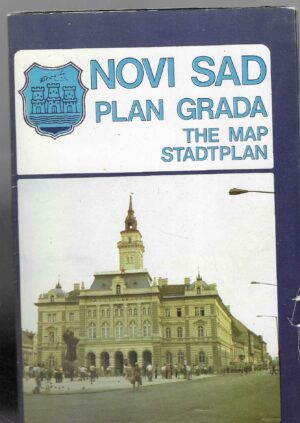 NOVI SAD
PLAN GRADA
THE MAP
STADTPLAN